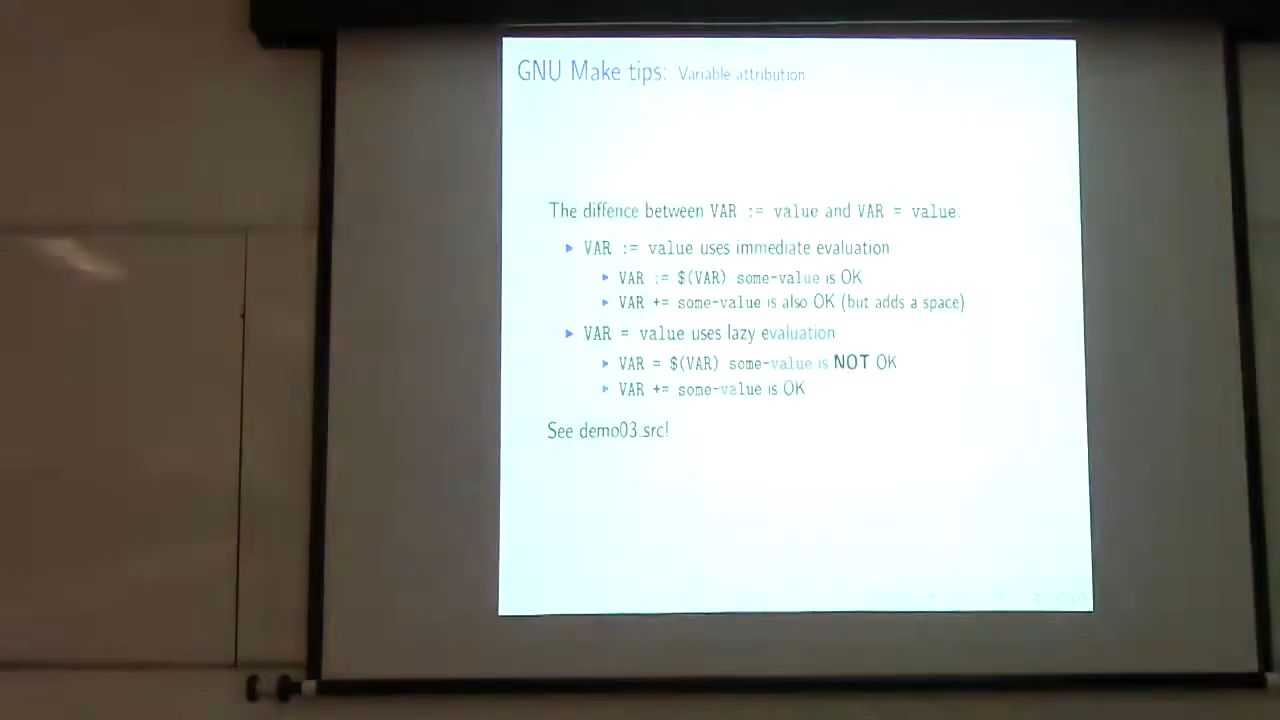 GNU Make tips: Variable attribution
The diffence between VAR := value and VAR = value.
▸ VAR := value uses immediate evaluation
▸ VAR := $(VAR) some-value is OK
▸ VAR += some-value is also OK (but adds a space)
▸ VAR = value uses lazy evaluation
▸ VAR = $(VAR) some-value is NOT OK
▸ VAR += some-value is OK
See demo03_src!